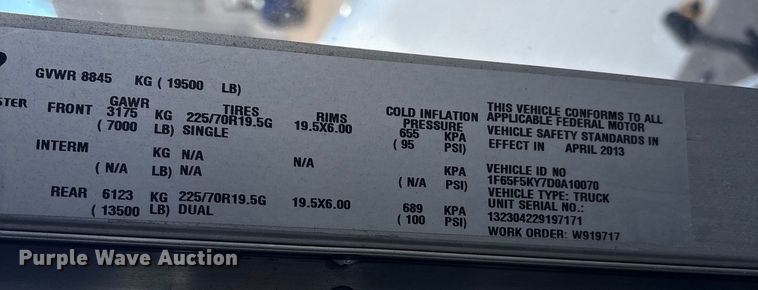 GVWR 8845 KG ( 19500 LB)
GAWR TIRES RIMS COLD INFLATION PRESSURE
STER FRONT 3175 KG 225/70R19.5G 19.5X6.00 655 KPA
( 7000 LB) SINGLE ( 95 PSI)
INTERM KG N/A N/A KPA
(N/A LB) N/A (N/A PSI)
REAR 6123 KG 225/70R19.5G 19.5X6.00 689 KPA
( 13500 LB) DUAL ( 100 PSI)
THIS VEHICLE CONFORMS TO ALL
APPLICABLE FEDERAL MOTOR
VEHICLE SAFETY STANDARDS IN
EFFECT IN APRIL 2013
VEHICLE ID NO
1F65F5KY7D0A10070
VEHICLE TYPE: TRUCK
UNIT SERIAL NO.:
132304229197171
WORK ORDER: W919717
Purple Wave Auction